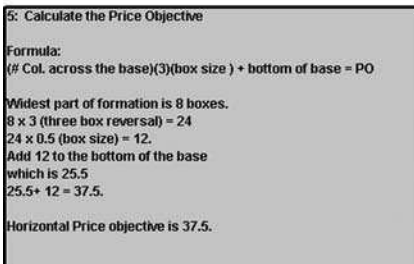 5: Calculate the Price Objective
Formula:
(# Col. across the base)(3)(box size ) + bottom of base = PO
Widest part of formation is 8 boxes.
8 x 3 (three box reversal) = 24
24 x 0.5 (box size) = 12.
Add 12 to the bottom of the base
which is 25.5
25.5+ 12 = 37.5.
Horizontal Price objective is 37.5.